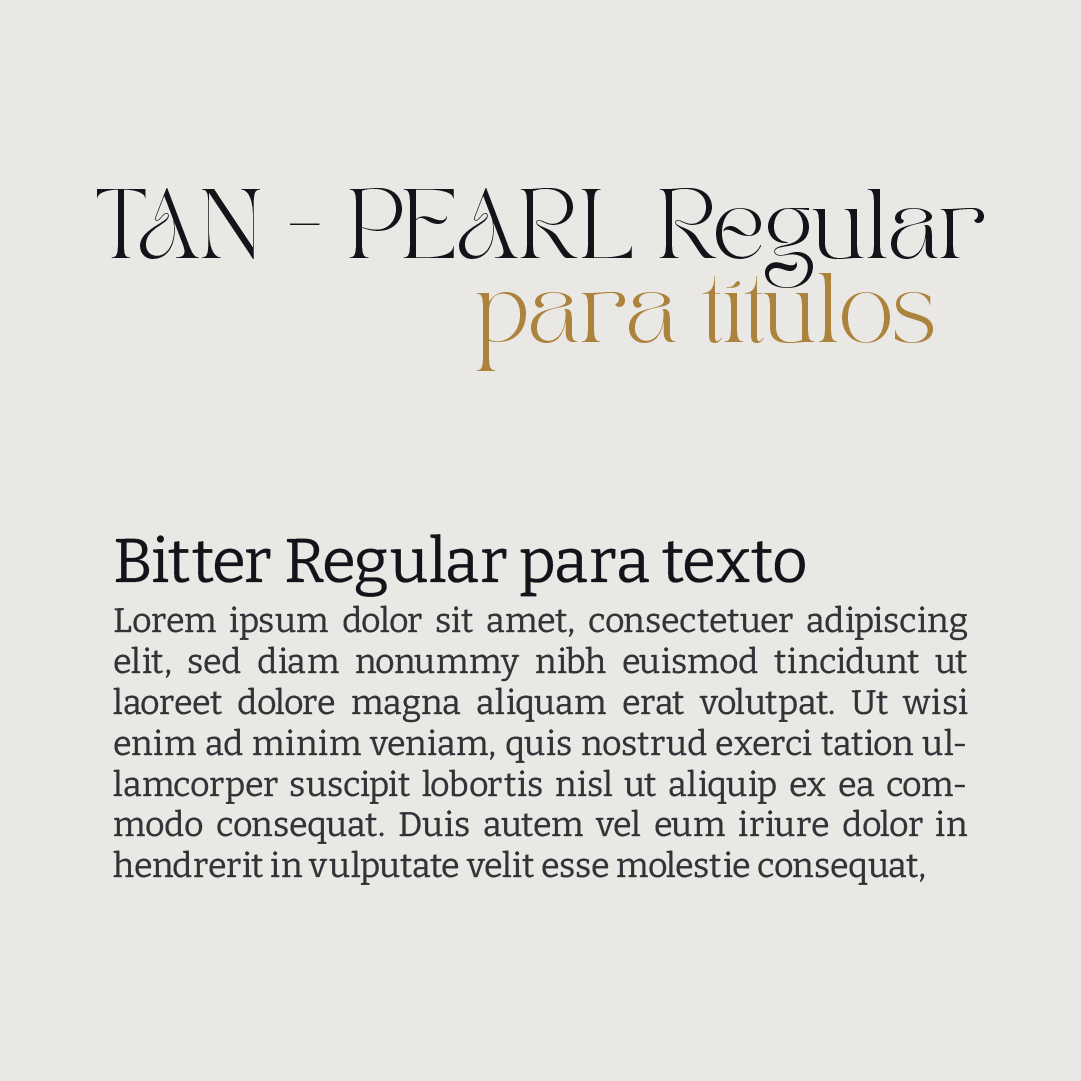 TAN - PEARL Regular
para títulos
Bitter Regular para texto
Lorem ipsum dolor sit amet, consectetuer adipiscing
elit, sed diam nonummy nibh euismod tincidunt ut
laoreet dolore magna aliquam erat volutpat. Ut wisi
enim ad minim veniam, quis nostrud exerci tation ul-
lamcorper suscipit lobortis nisl ut aliquip ex ea com-
modo consequat. Duis autem vel eum iriure dolor in
hendrerit in vulputate velit esse molestie consequat,